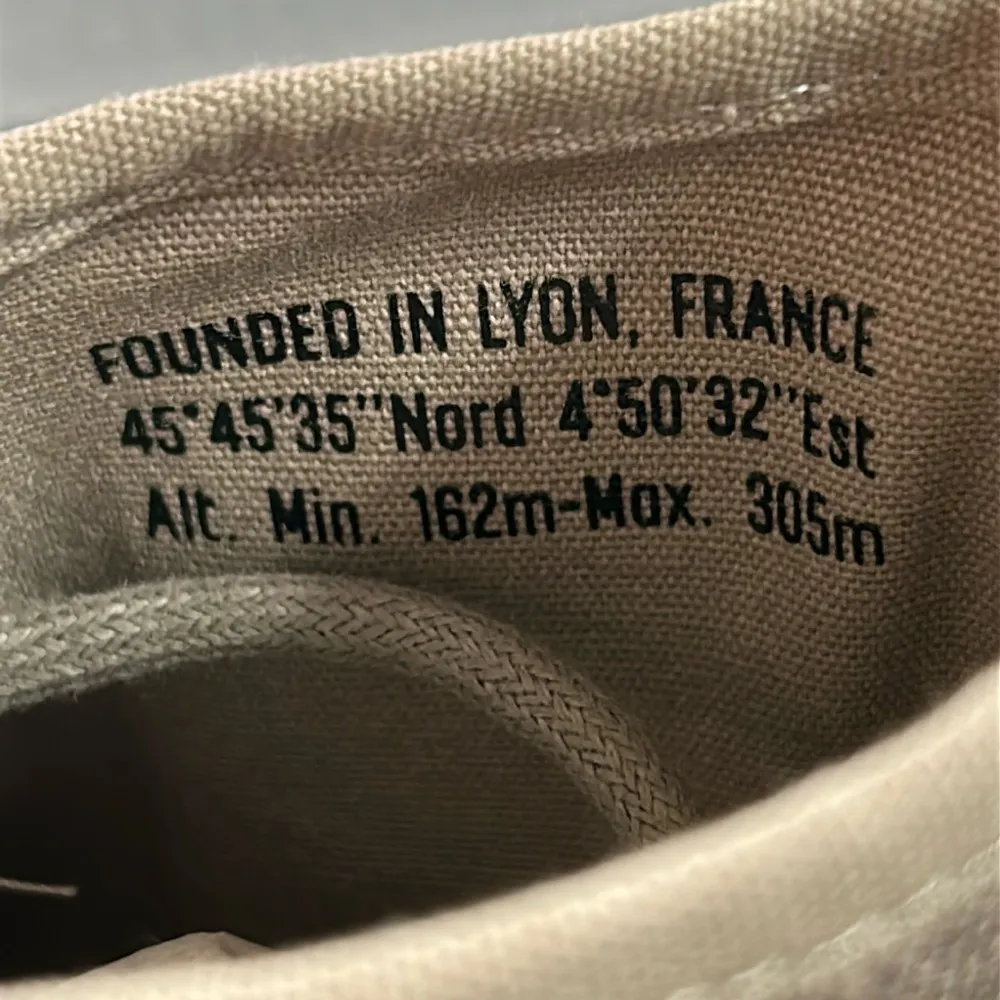 FOUNDED IN LYON, FRANCE
45°45'35"Nord 4°50'32"Est
Alt. Min. 162m-Max. 305m